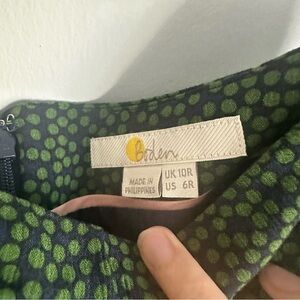 Boden
MADE IN
PHILIPPINES
UK 10R
US 6R